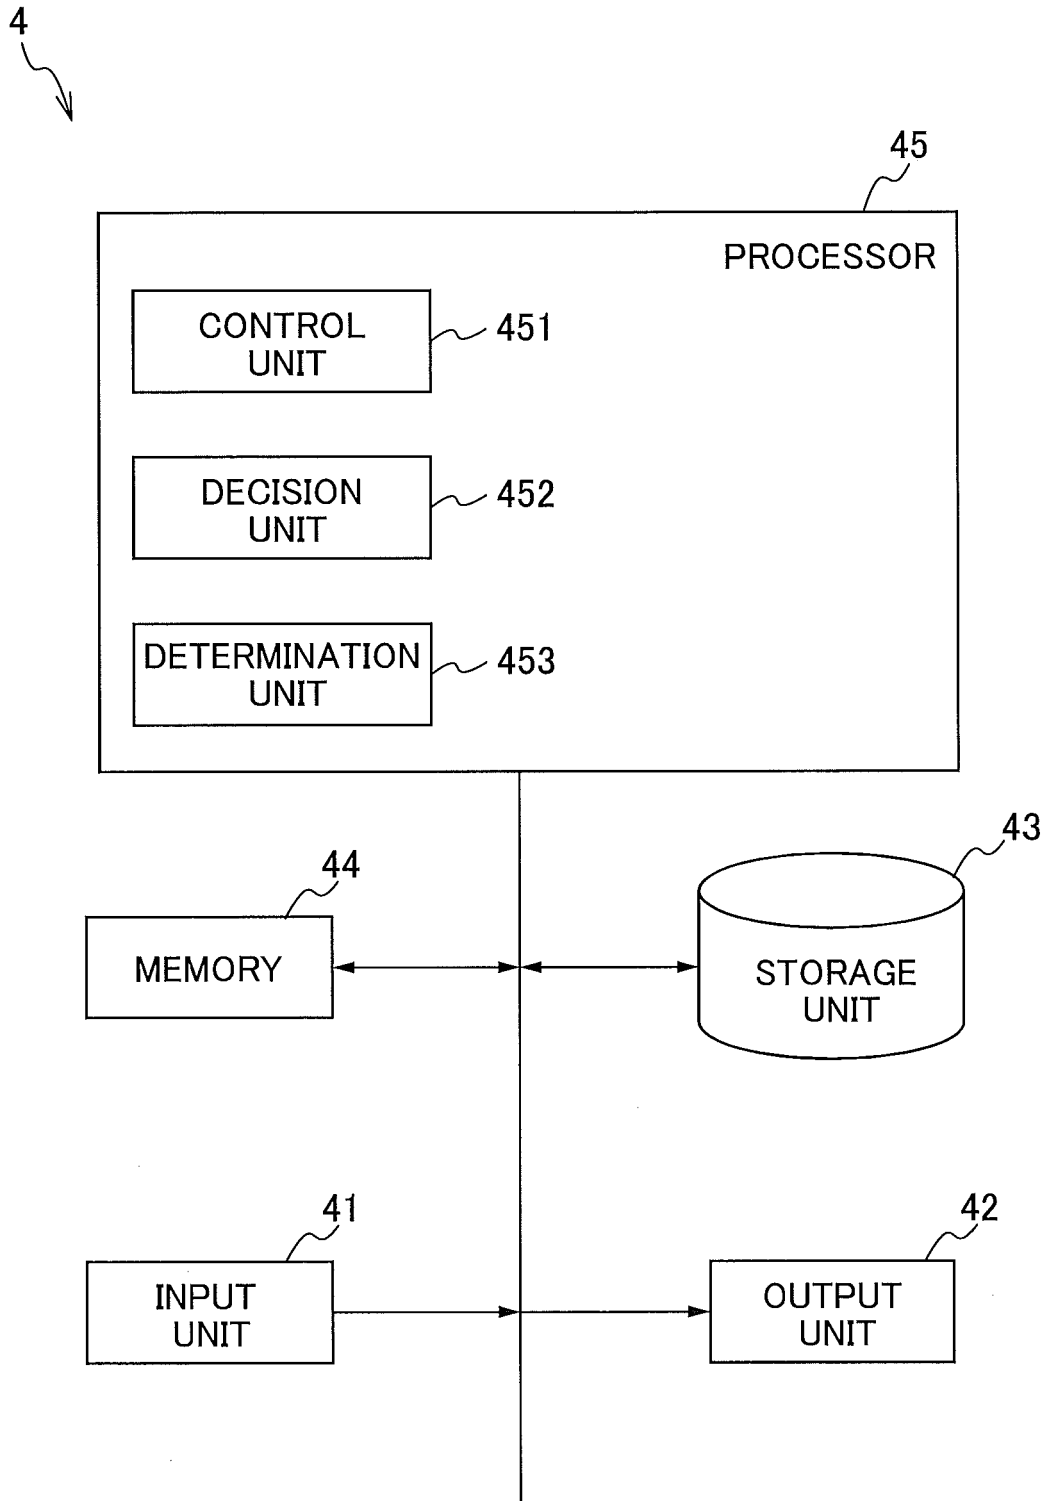 4
45
PROCESSOR
CONTROL
UNIT
451
DECISION
UNIT
452
DETERMINATION
UNIT
453
44
MEMORY
43
STORAGE
UNIT
41
INPUT
UNIT
42
OUTPUT
UNIT